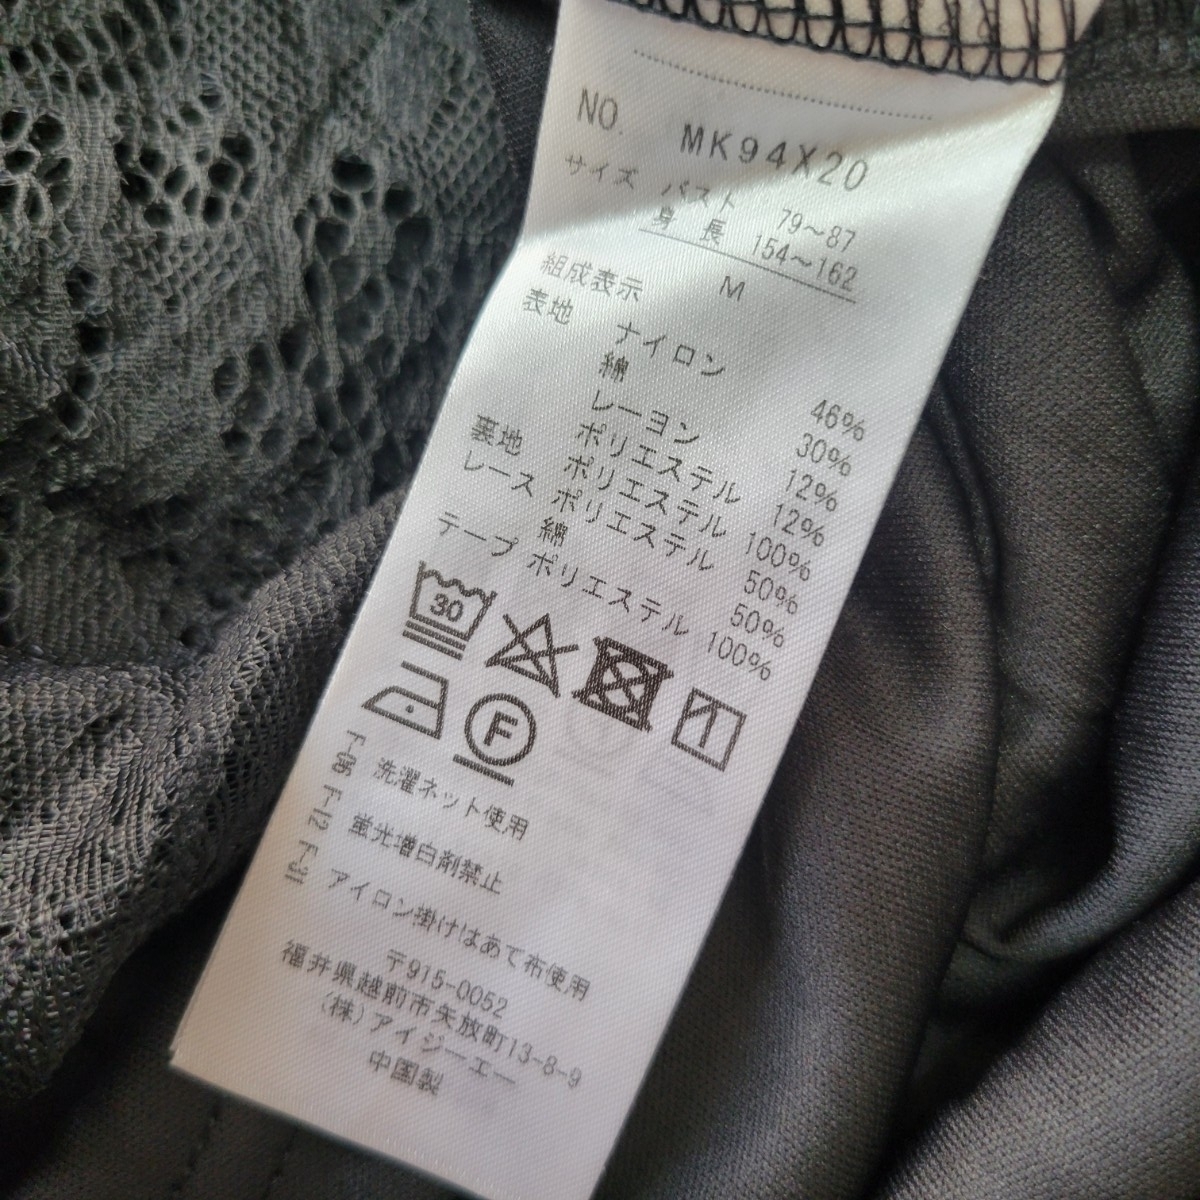 NO. MK94X20
サイズ バスト 79～87
身長 154～162
M
組成表示
表地 ナイロン 46%
綿 30%
レーヨン 12%
ポリエステル 12%
裏地 ポリエステル 100%
レース ポリエステル 50%
綿 50%
テープ ポリエステル 100%
30
F
洗濯ネット使用
蛍光増白剤禁止
アイロン掛けはあて布使用
〒915-0052
福井県越前市矢放町13-8-9
(株)アイジーエー
中国製